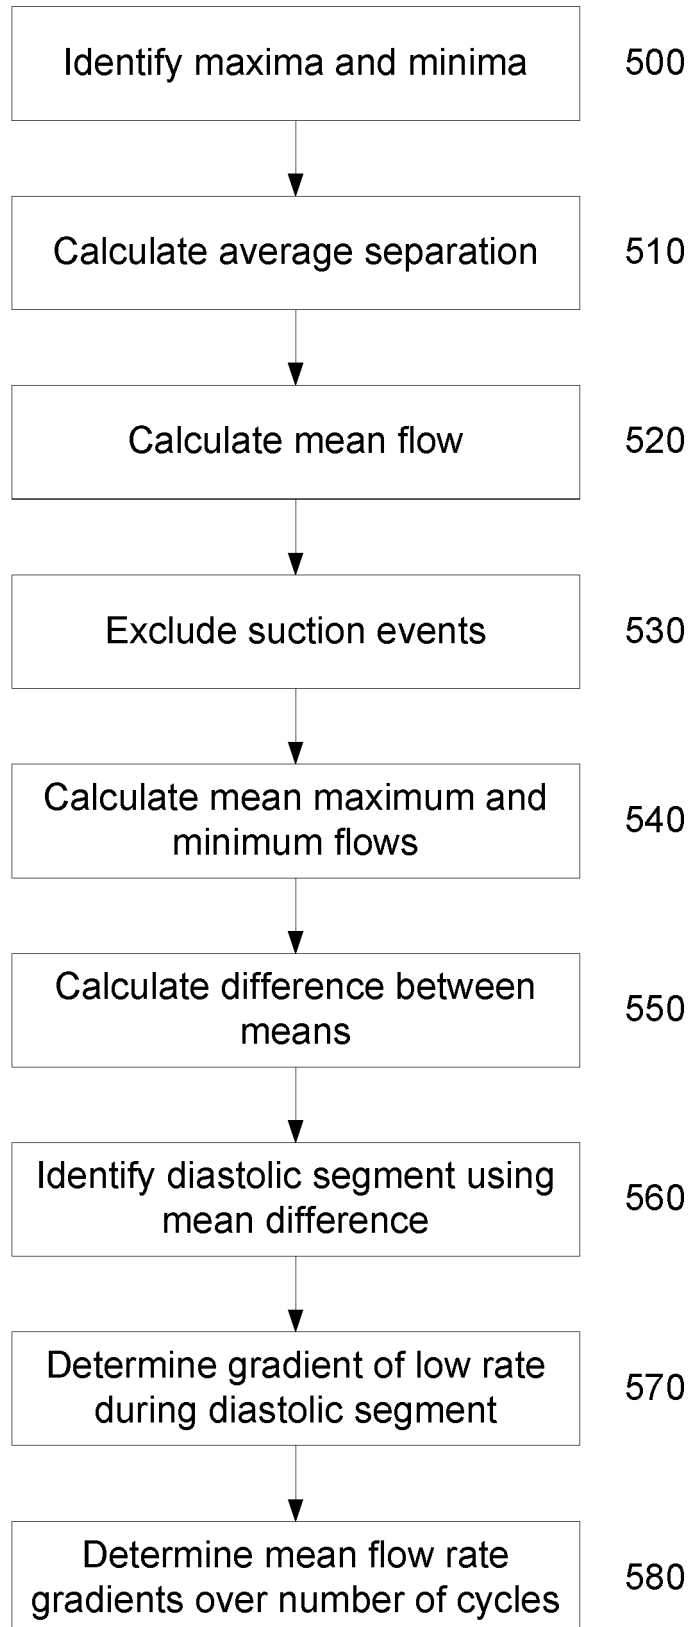 Identify maxima and minima 500
Calculate average separation 510
Calculate mean flow 520
Exclude suction events 530
Calculate mean maximum and
minimum flows
540
Calculate difference between
means
550
Identify diastolic segment using
mean difference
560
Determine gradient of low rate
during diastolic segment
570
Determine mean flow rate
gradients over number of cycles
580